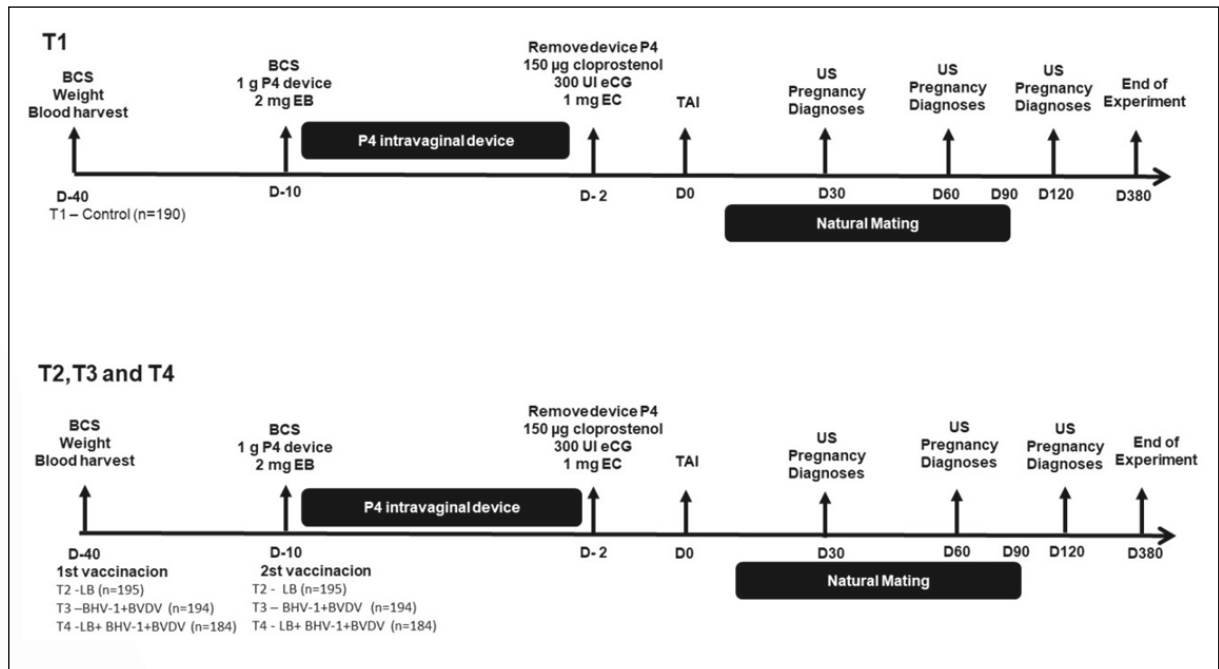 T1
BCS
Weight
Blood harvest
BCS
1 g P4 device
2 mg EB
Remove device P4
150 µg cloprostenol
300 UI eCG
1 mg EC
TAI
US
Pregnancy
Diagnoses
US
Pregnancy
Diagnoses
US
Pregnancy
Diagnoses
End of
Experiment
P4 intravaginal device
D-40
D-10
D- 2
D0
D30
D60
D90
D120
D380
T1 – Control (n=190)
Natural Mating
T2, T3 and T4
BCS
Weight
Blood harvest
BCS
1 g P4 device
2 mg EB
Remove device P4
150 µg cloprostenol
300 UI eCG
1 mg EC
TAI
US
Pregnancy
Diagnoses
US
Pregnancy
Diagnoses
US
Pregnancy
Diagnoses
End of
Experiment
P4 intravaginal device
D-40
D-10
D- 2
D0
D30
D60
D90
D120
D380
1st vaccinacion
T2 -LB (n=195)
T3 –BHV-1+BVDV (n=194)
T4 -LB+ BHV-1+BVDV (n=184)
2st vaccinacion
T2 - LB (n=195)
T3 – BHV-1+BVDV (n=194)
T4 - LB+ BHV-1+BVDV (n=184)
Natural Mating